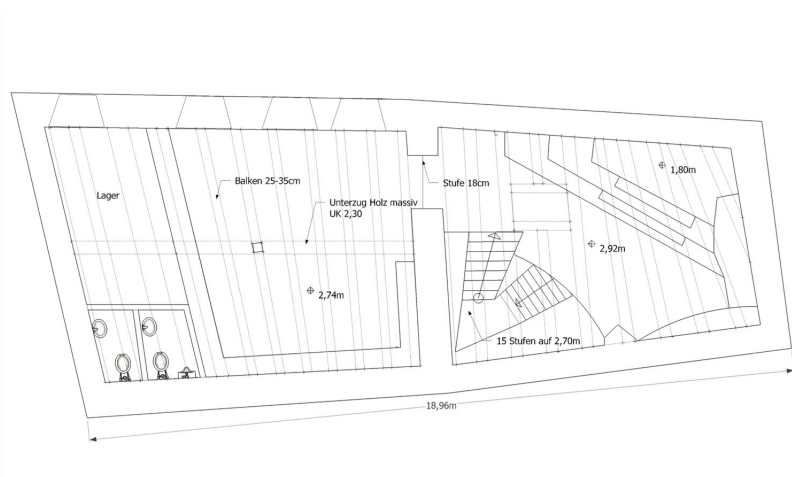 1,80m
Balken 25-35cm
Stufe 18cm
Lager
Unterzug Holz massiv
UK 2,30
2,92m
2,74m
15 Stufen auf 2,70m
18,96m